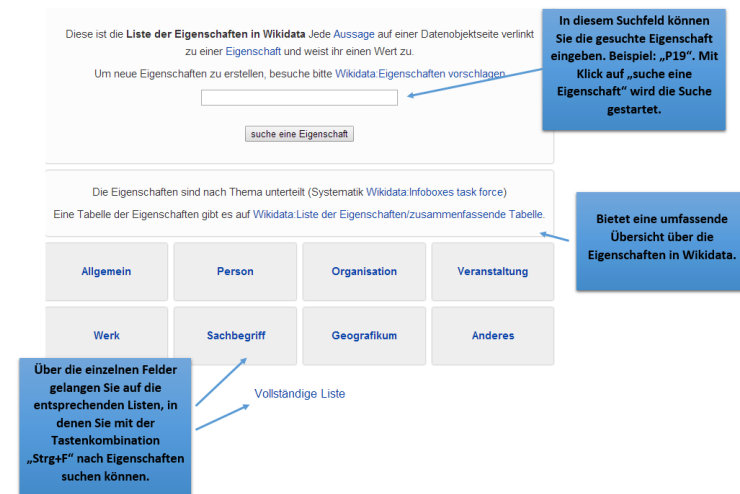 Diese ist die Liste der Eigenschaften in Wikidata Jede Aussage auf einer Datenobjektseite verlinkt
zu einer Eigenschaft und weist ihr einen Wert zu.
Um neue Eigenschaften zu erstellen, besuche bitte Wikidata:Eigenschaften vorschlagen
suche eine Eigenschaft
In diesem Suchfeld können
Sie die gesuchte Eigenschaft
eingeben. Beispiel: „P19“. Mit
Klick auf „suche eine
Eigenschaft“ wird die Suche
gestartet.
Die Eigenschaften sind nach Thema unterteilt (Systematik Wikidata:Infoboxes task force)
Eine Tabelle der Eigenschaften gibt es auf Wikidata:Liste der Eigenschaften/zusammenfassende Tabelle.
Bietet eine umfassende
Übersicht über die
Eigenschaften in Wikidata.
Allgemein
Person
Organisation
Veranstaltung
Werk
Sachbegriff
Geografikum
Anderes
Über die einzelnen Felder
gelangen Sie auf die
entsprechenden Listen, in
denen Sie mit der
Tastenkombination
„Strg+F“ nach Eigenschaften
suchen können.
Vollständige Liste